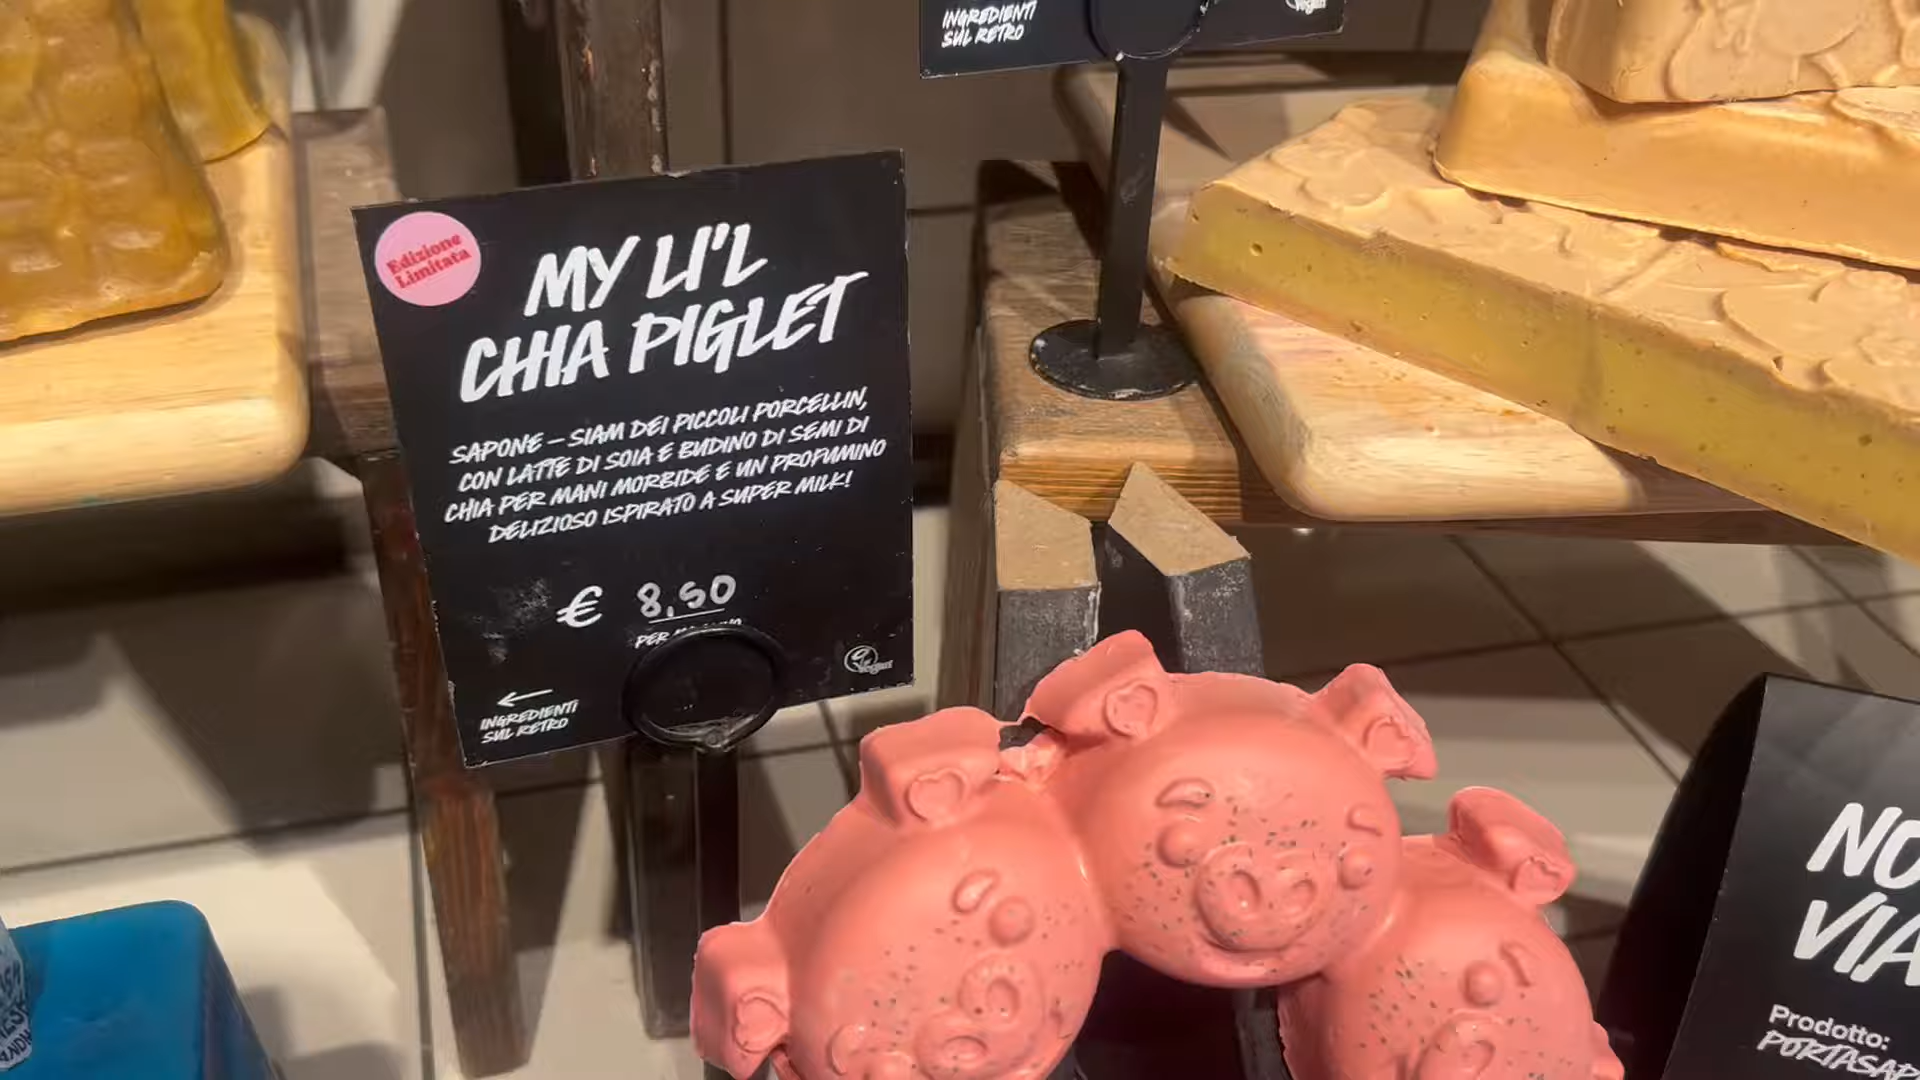 INGREDIENTI
SUL RETRO
Vegan
Edizione
Limitata
MY LI'L
CHIA PIGLET
SAPONE – SIAM DEI PICCOLI PORCELLIN,
CON LATTE DI SOIA E BUDINO DI SEMI DI
CHIA PER MANI MORBIDE E UN PROFUMINO
DELIZIOSO ISPIRATO A SUPER MILK!
€ 8,50
PER
Vegan
INGREDIENTI
SUL RETRO
NO
VIA
Prodotto:
PORTASAP